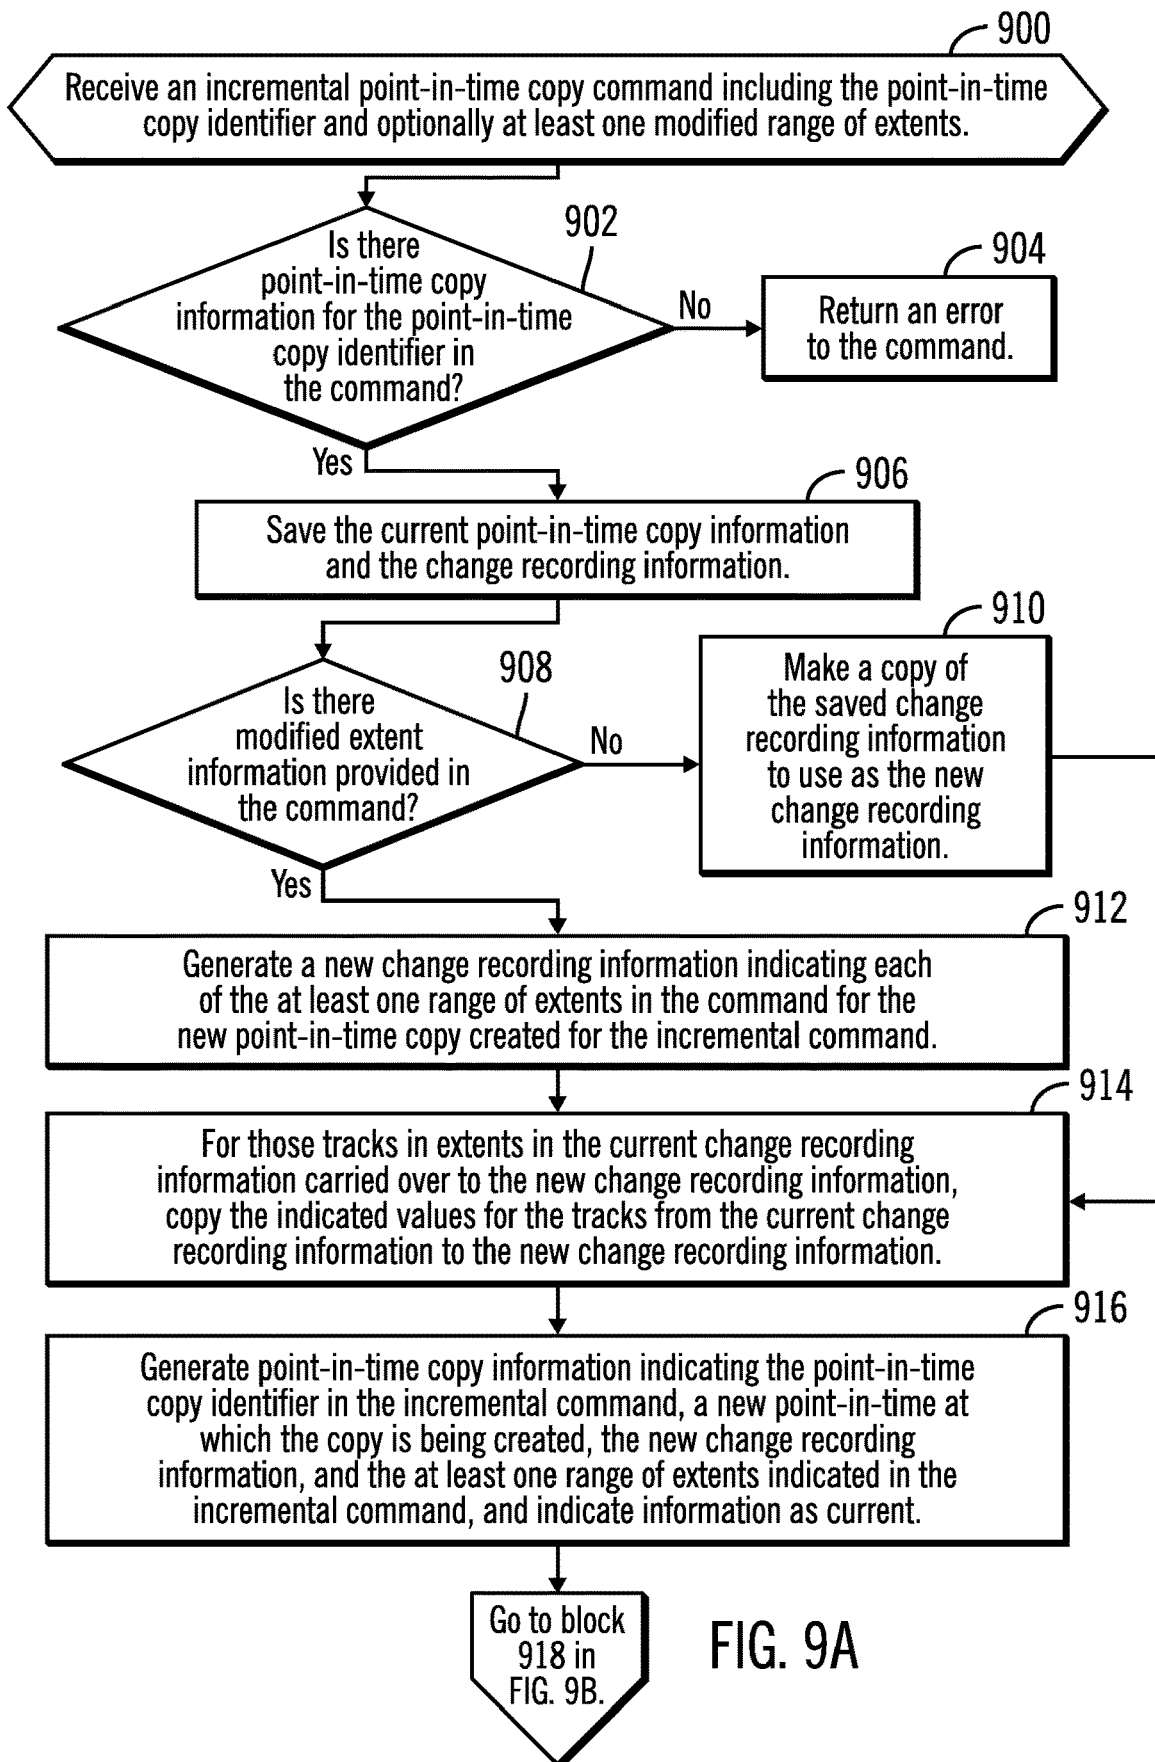 900
Receive an incremental point-in-time copy command including the point-in-time
copy identifier and optionally at least one modified range of extents.
902
Is there
point-in-time copy
information for the point-in-time
copy identifier in
the command?
No
904
Return an error
to the command.
Yes
906
Save the current point-in-time copy information
and the change recording information.
908
Is there
modified extent
information provided in
the command?
No
910
Make a copy of
the saved change
recording information
to use as the new
change recording
information.
Yes
912
Generate a new change recording information indicating each
of the at least one range of extents in the command for the
new point-in-time copy created for the incremental command.
914
For those tracks in extents in the current change recording
information carried over to the new change recording information,
copy the indicated values for the tracks from the current change
recording information to the new change recording information.
916
Generate point-in-time copy information indicating the point-in-time
copy identifier in the incremental command, a new point-in-time at
which the copy is being created, the new change recording
information, and the at least one range of extents indicated in the
incremental command, and indicate information as current.
Go to block
918 in
FIG. 9B.
FIG. 9A